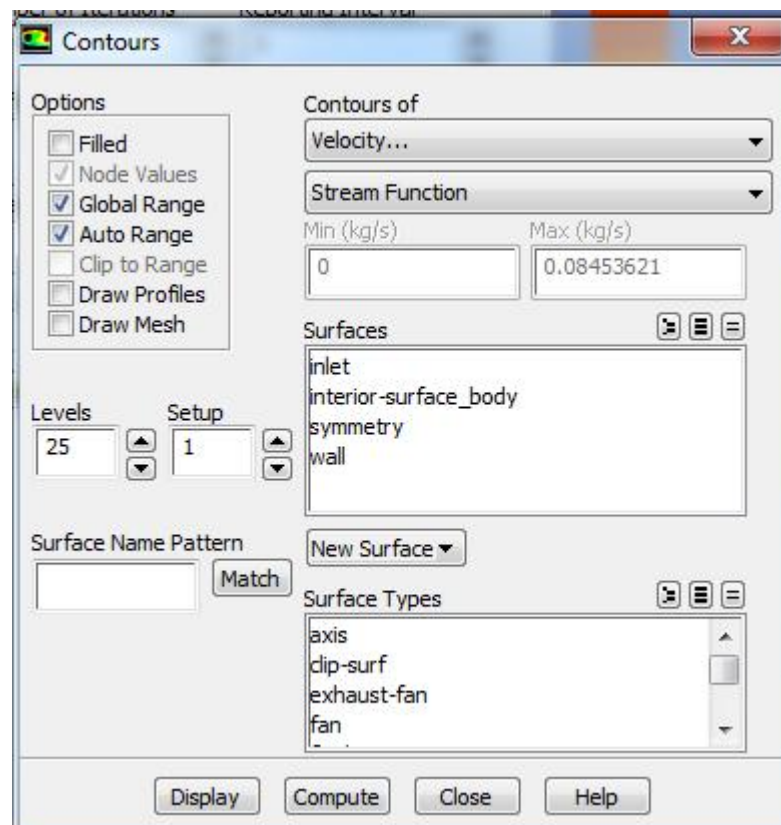 Contours
Options
Filled
Node Values
Global Range
Auto Range
Clip to Range
Draw Profiles
Draw Mesh
Levels
Setup
25
1
Surface Name Pattern
Match
Contours of
Velocity...
Stream Function
Min (kg/s)
Max (kg/s)
0
0.08453621
Surfaces
inlet
interior-surface_body
symmetry
wall
New Surface
Surface Types
axis
clip-surf
exhaust-fan
fan
Display
Compute
Close
Help